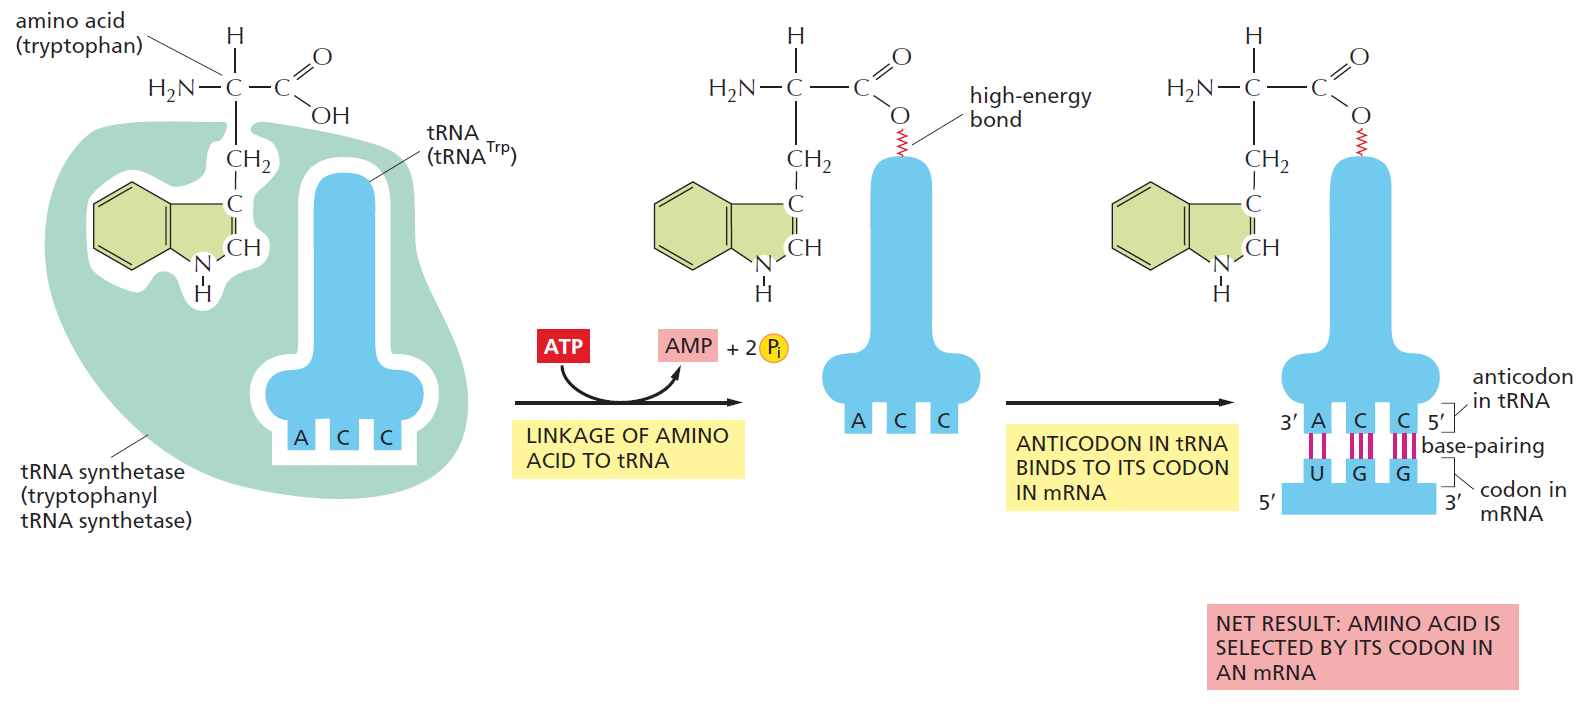 amino acid
(tryptophan)
H
O
H₂N C C
OH
CH₂
C
CH
N
H
tRNA
(tRNAᵀʳᵖ)
A C C
tRNA synthetase
(tryptophanyl
tRNA synthetase)
ATP
AMP + 2 Pᵢ
LINKAGE OF AMINO
ACID TO tRNA
H
O
H₂N C C
O
high-energy
bond
CH₂
C
CH
N
H
A C C
ANTICODON IN tRNA
BINDS TO ITS CODON
IN mRNA
H
O
H₂N C C
O
CH₂
C
CH
N
H
anticodon
in tRNA
3′ A C C 5′
base-pairing
U G G
5′ 3′
codon in
mRNA
NET RESULT: AMINO ACID IS
SELECTED BY ITS CODON IN
AN mRNA